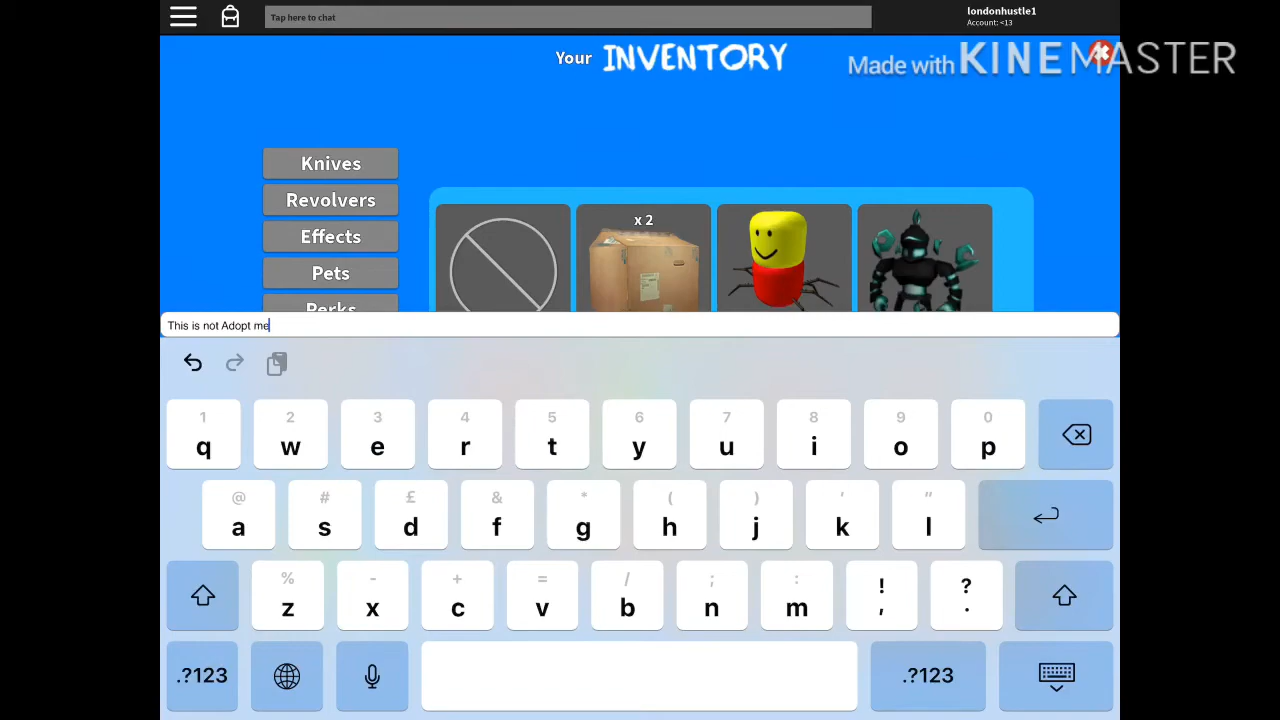 Tap here to chat
londonhustle1
Account: <13
Your INVENTORY
Made with KINEMASTER
Knives
Revolvers
Effects
Pets
Perks
x 2
This is not Adopt me
1 2 3 4 5 6 7 8 9 0
q w e r t y u i o p
@ # £ & * ( ) ' "
a s d f g h j k l
% - + = / ; : ! ?
z x c v b n m , .
.?123 .?123